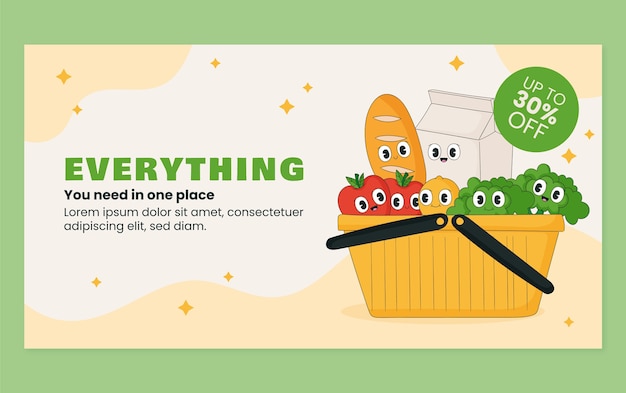 EVERYTHING
You need in one place
Lorem ipsum dolor sit amet, consectetuer
adipiscing elit, sed diam.
UP TO
30%
OFF